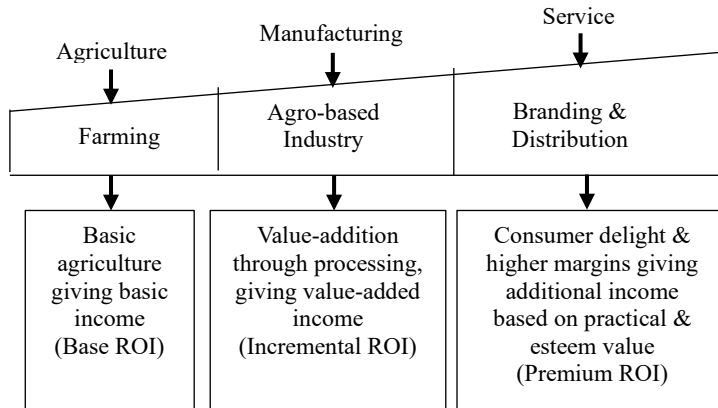 Agriculture
Manufacturing
Service
Farming
Agro-based
Industry
Branding &
Distribution
Basic
agriculture
giving basic
income
(Base ROI)
Value-addition
through processing,
giving value-added
income
(Incremental ROI)
Consumer delight &
higher margins giving
additional income
based on practical &
esteem value
(Premium ROI)